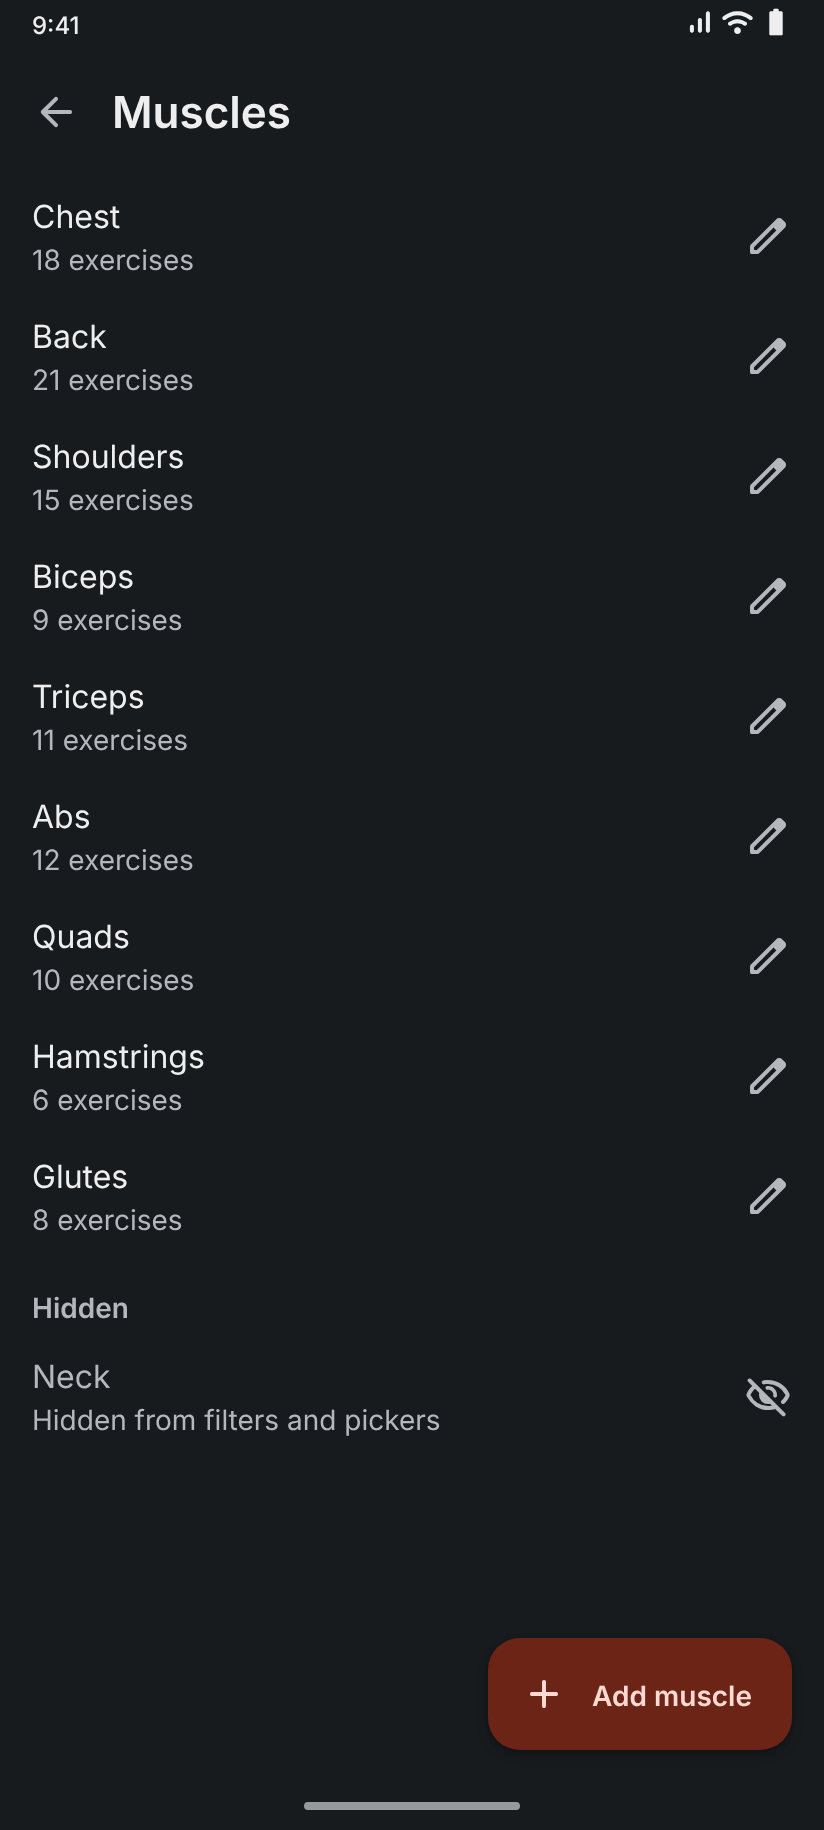 9:41
Muscles
Chest
18 exercises
Back
21 exercises
Shoulders
15 exercises
Biceps
9 exercises
Triceps
11 exercises
Abs
12 exercises
Quads
10 exercises
Hamstrings
6 exercises
Glutes
8 exercises
Hidden
Neck
Hidden from filters and pickers
Add muscle